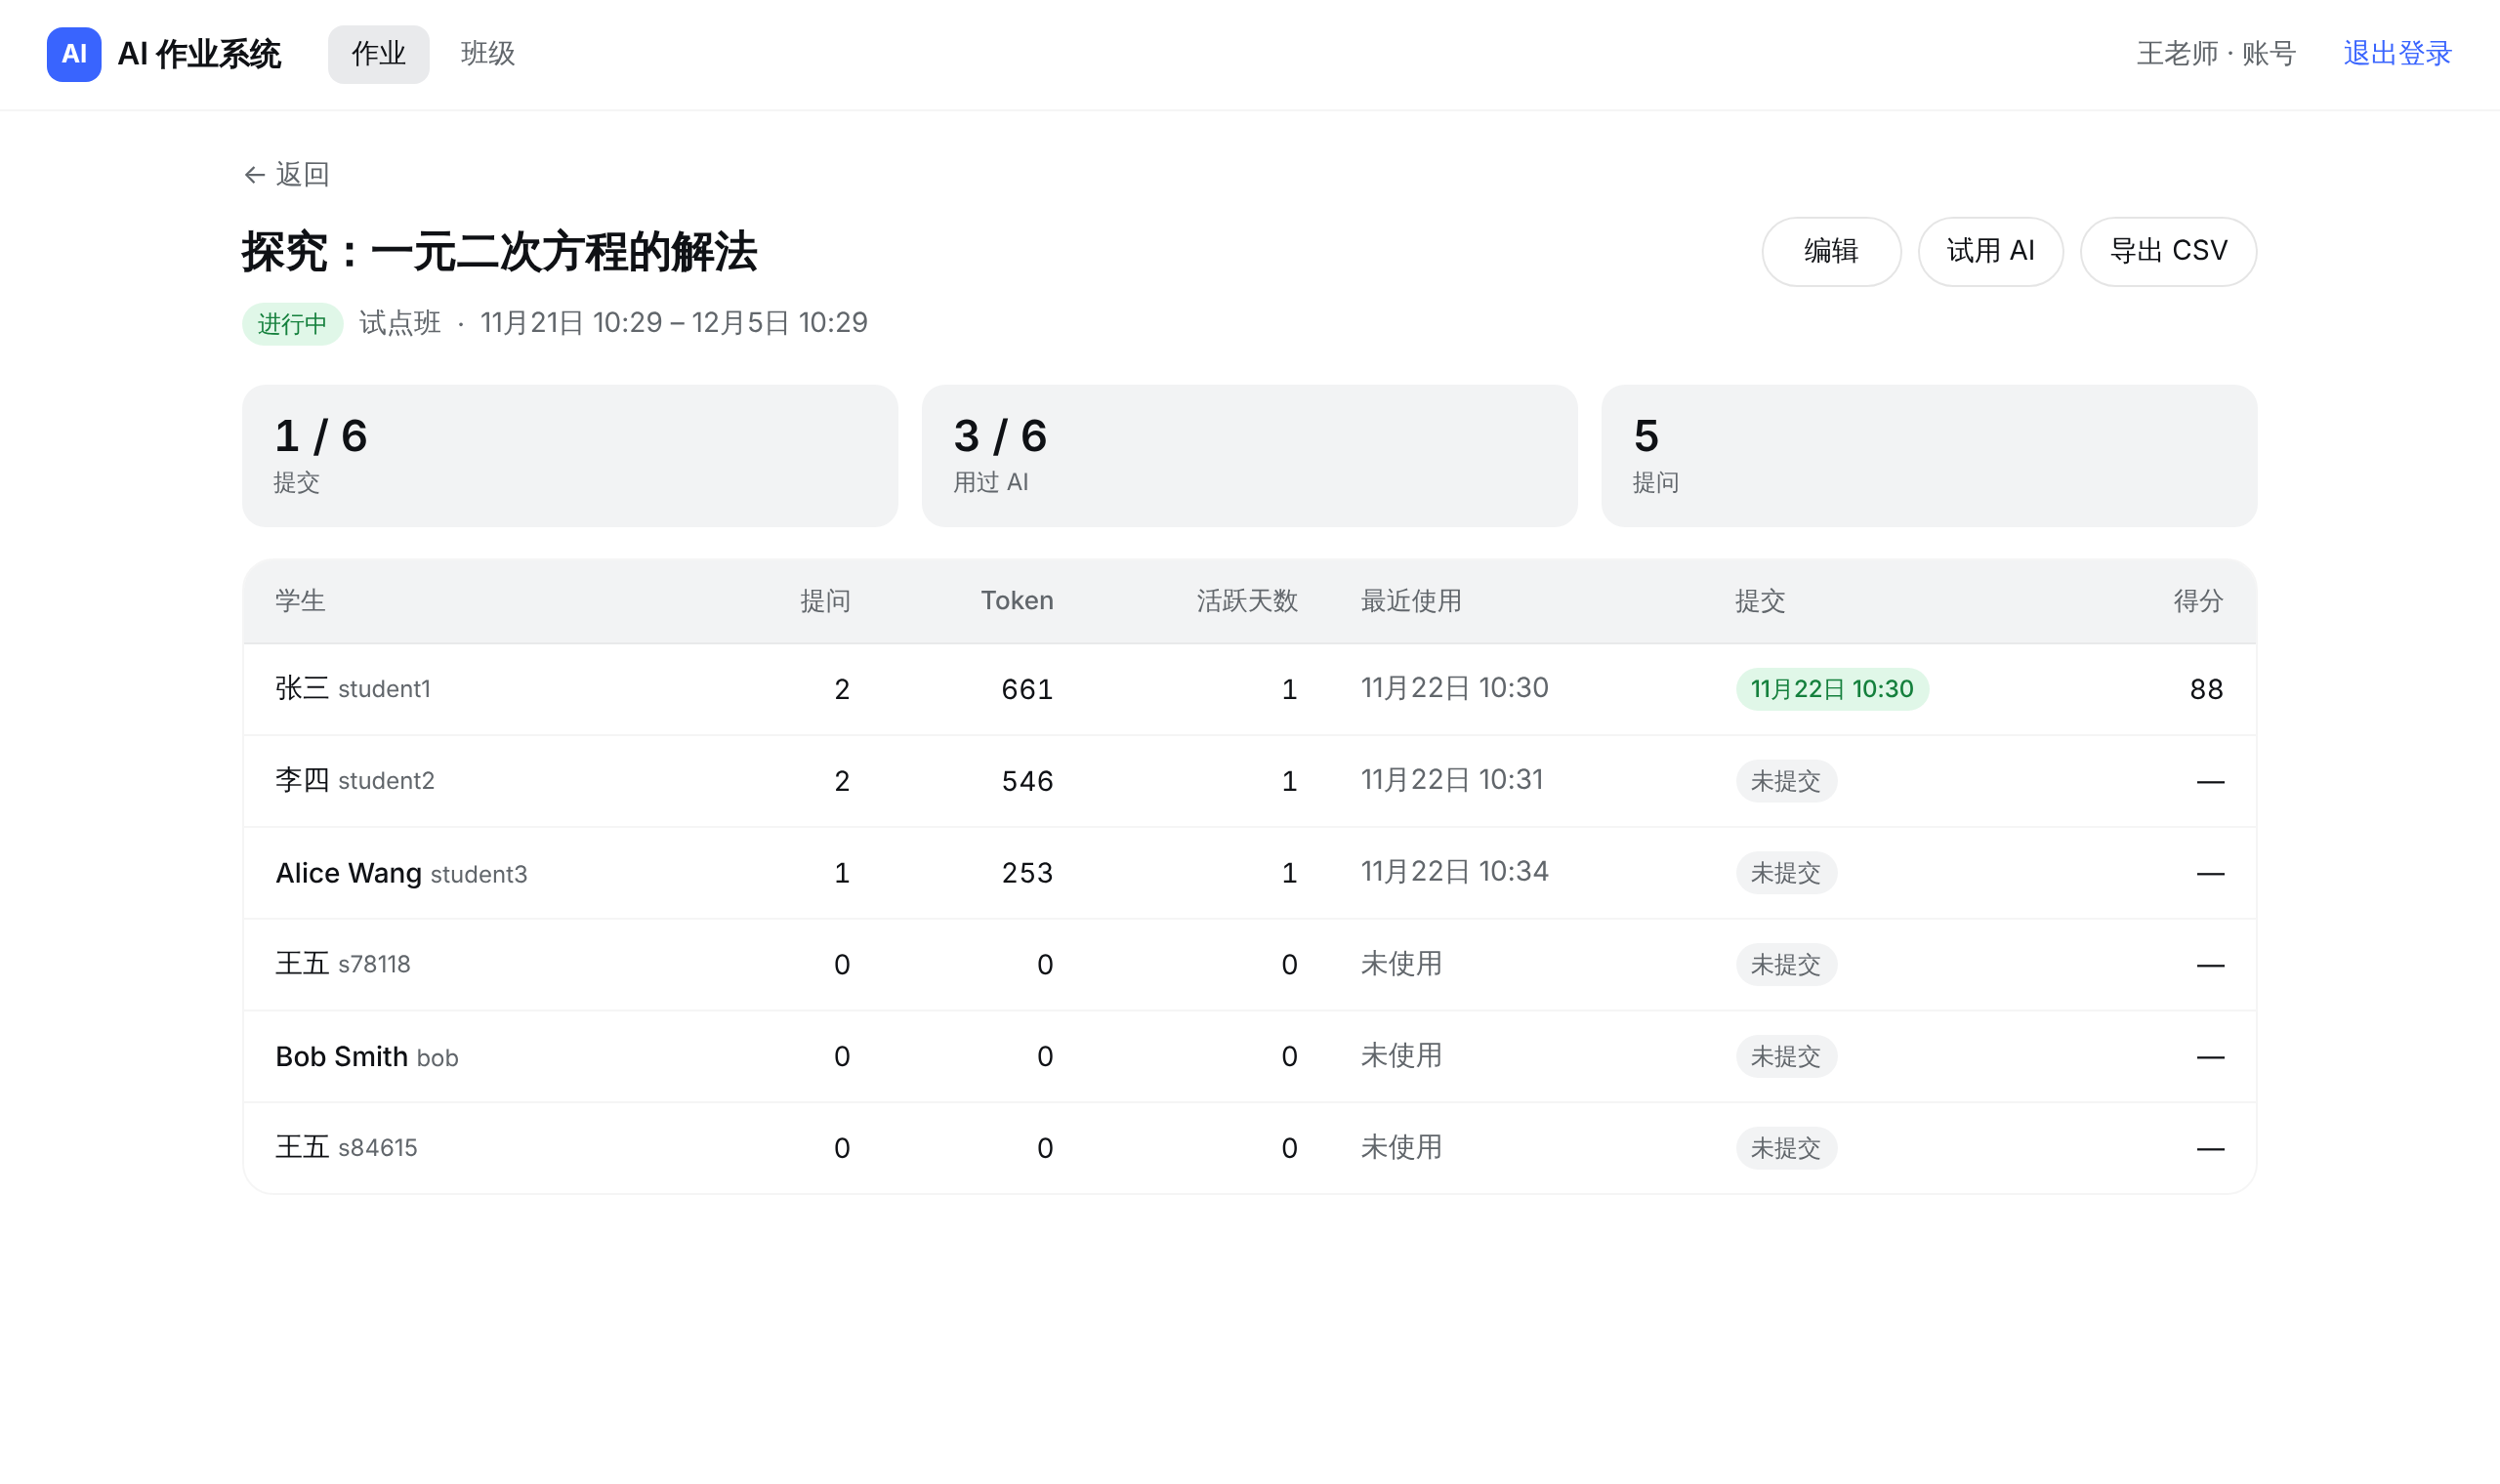 AI AI 作业系统 作业 班级 王老师 · 账号 退出登录
← 返回
探究：一元二次方程的解法 编辑 试用 AI 导出 CSV
进行中 试点班 · 11月21日 10:29 – 12月5日 10:29
1 / 6 3 / 6 5
提交 用过 AI 提问
学生 提问 Token 活跃天数 最近使用 提交 得分
张三 student1 2 661 1 11月22日 10:30 11月22日 10:30 88
李四 student2 2 546 1 11月22日 10:31 未提交 —
Alice Wang student3 1 253 1 11月22日 10:34 未提交 —
王五 s78118 0 0 0 未使用 未提交 —
Bob Smith bob 0 0 0 未使用 未提交 —
王五 s84615 0 0 0 未使用 未提交 —